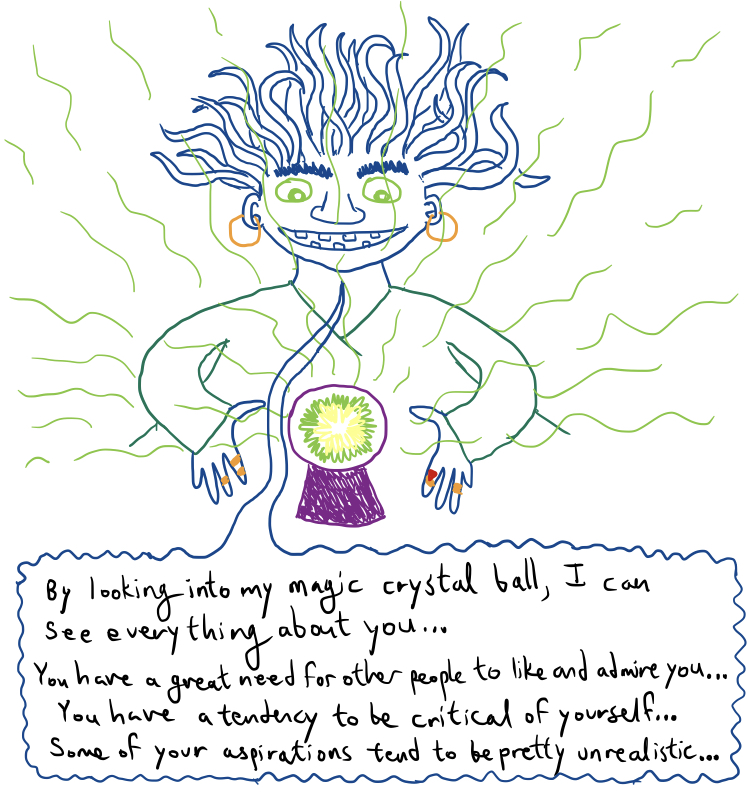 By looking into my magic crystal ball, I can
see everything about you...
You have a great need for other people to like and admire you...
You have a tendency to be critical of yourself...
Some of your aspirations tend to be pretty unrealistic...